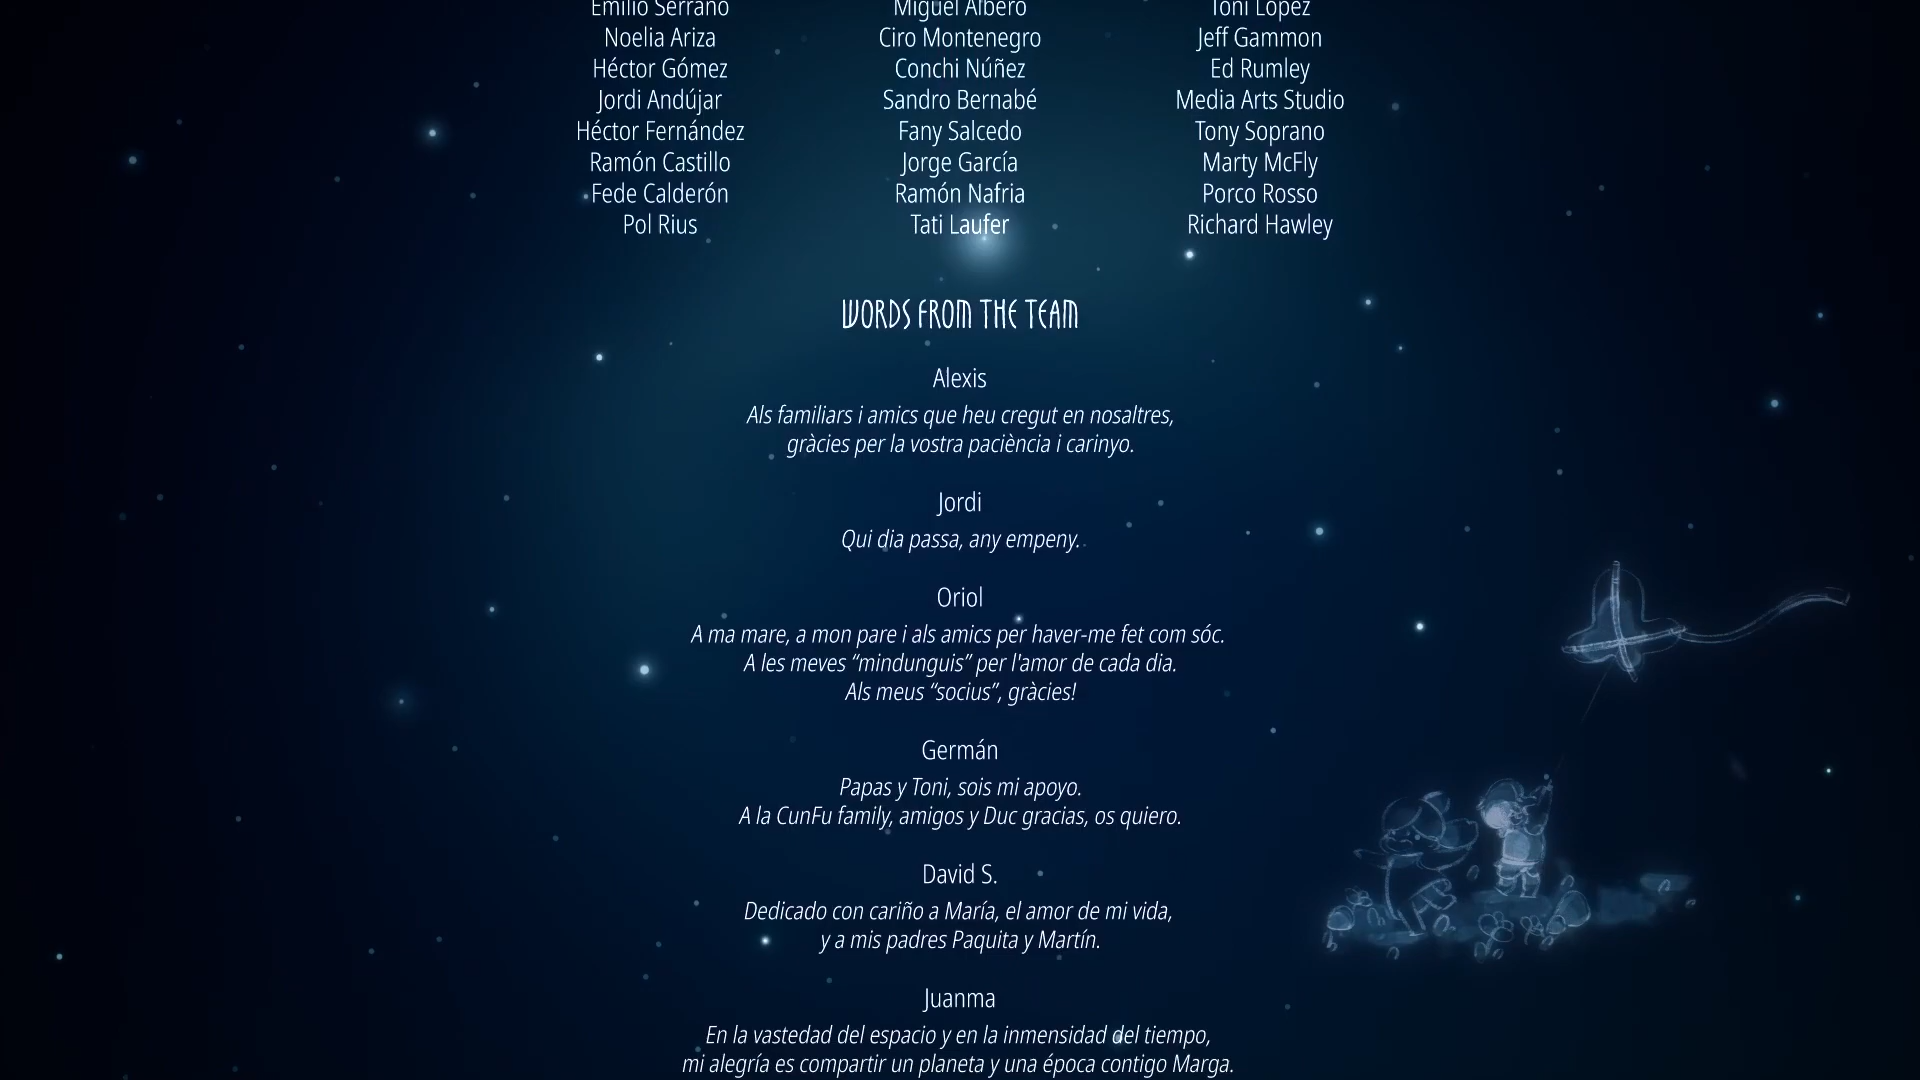 Emilio Serrano
Noelia Ariza
Héctor Gómez
Jordi Andújar
Héctor Fernández
Ramón Castillo
Fede Calderón
Pol Rius
Miguel Albero
Ciro Montenegro
Conchi Núñez
Sandro Bernabé
Fany Salcedo
Jorge García
Ramón Nafria
Tati Laufer
Toni López
Jeff Gammon
Ed Rumley
Media Arts Studio
Tony Soprano
Marty McFly
Porco Rosso
Richard Hawley
WORDS FROM THE TEAM
Alexis
Als familiars i amics que heu cregut en nosaltres,
gràcies per la vostra paciència i carinyo.
Jordi
Qui dia passa, any empeny.
Oriol
A ma mare, a mon pare i als amics per haver-me fet com sóc.
A les meves “mindunguis” per l'amor de cada dia.
Als meus “socius”, gràcies!
Germán
Papas y Toni, sois mi apoyo.
A la CunFu family, amigos y Duc gracias, os quiero.
David S.
Dedicado con cariño a María, el amor de mi vida,
y a mis padres Paquita y Martín.
Juanma
En la vastedad del espacio y en la inmensidad del tiempo,
mi alegría es compartir un planeta y una época contigo Marga.